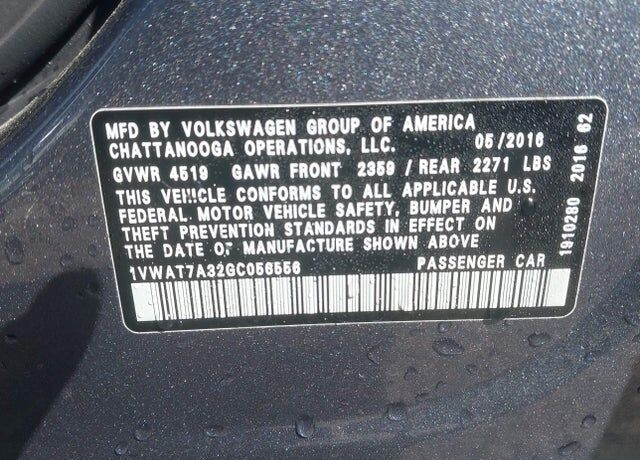 MFD BY VOLKSWAGEN GROUP OF AMERICA
CHATTANOOGA OPERATIONS, LLC. 05/2016
GVWR 4519 GAWR FRONT 2359 / REAR 2271 LBS
THIS VEHICLE CONFORMS TO ALL APPLICABLE U.S.
FEDERAL MOTOR VEHICLE SAFETY, BUMPER AND
THEFT PREVENTION STANDARDS IN EFFECT ON
THE DATE OF MANUFACTURE SHOWN ABOVE
1VWAT7A32GC056556 PASSENGER CAR
1910280 2016 62